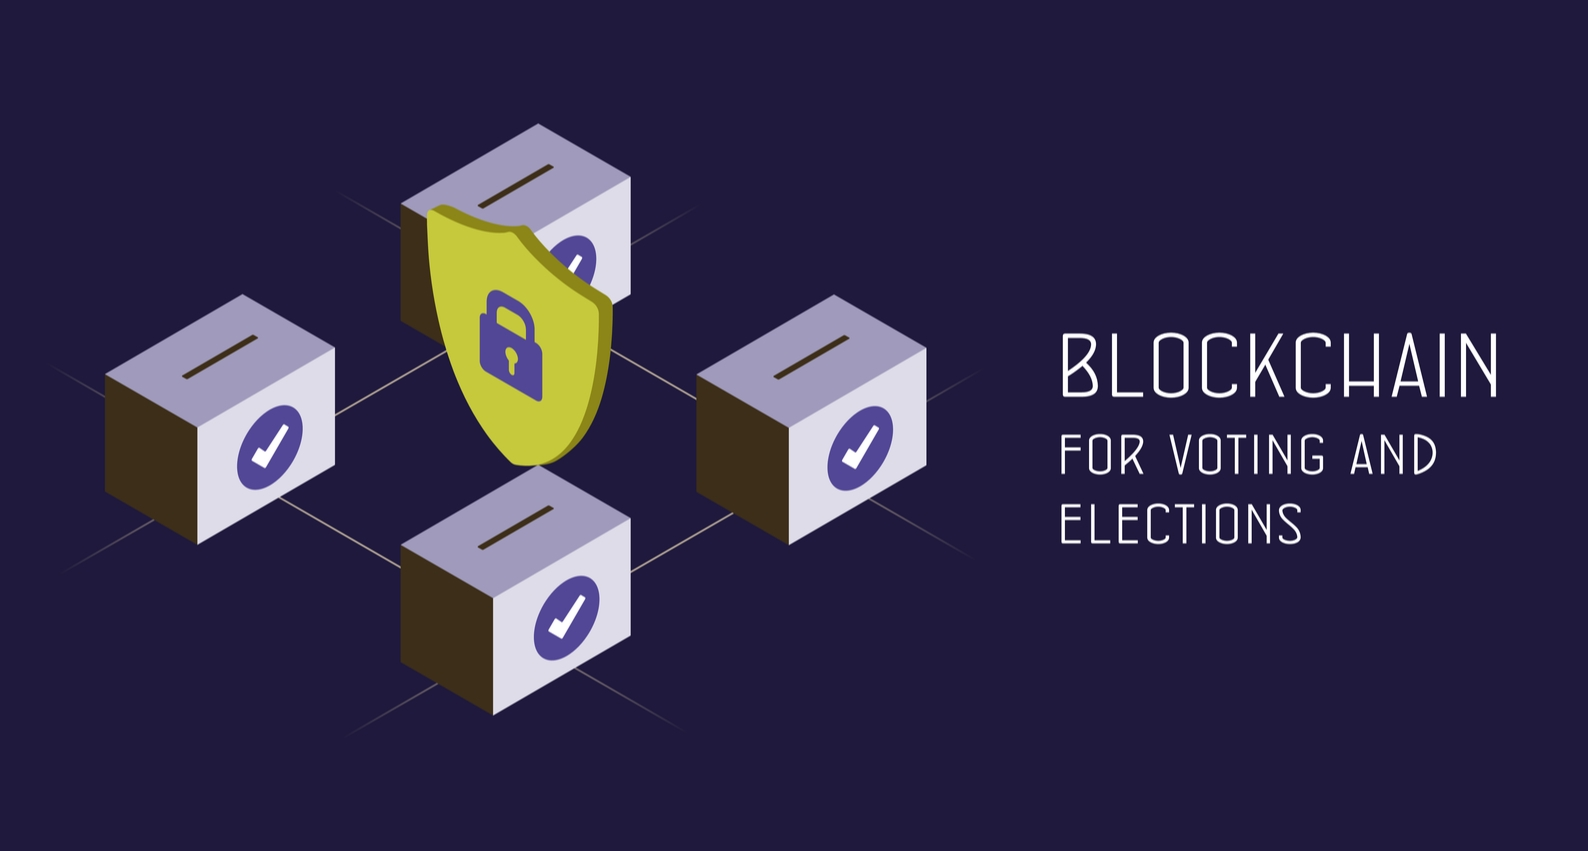 BLOCKCHAIN
FOR VOTING AND
ELECTIONS